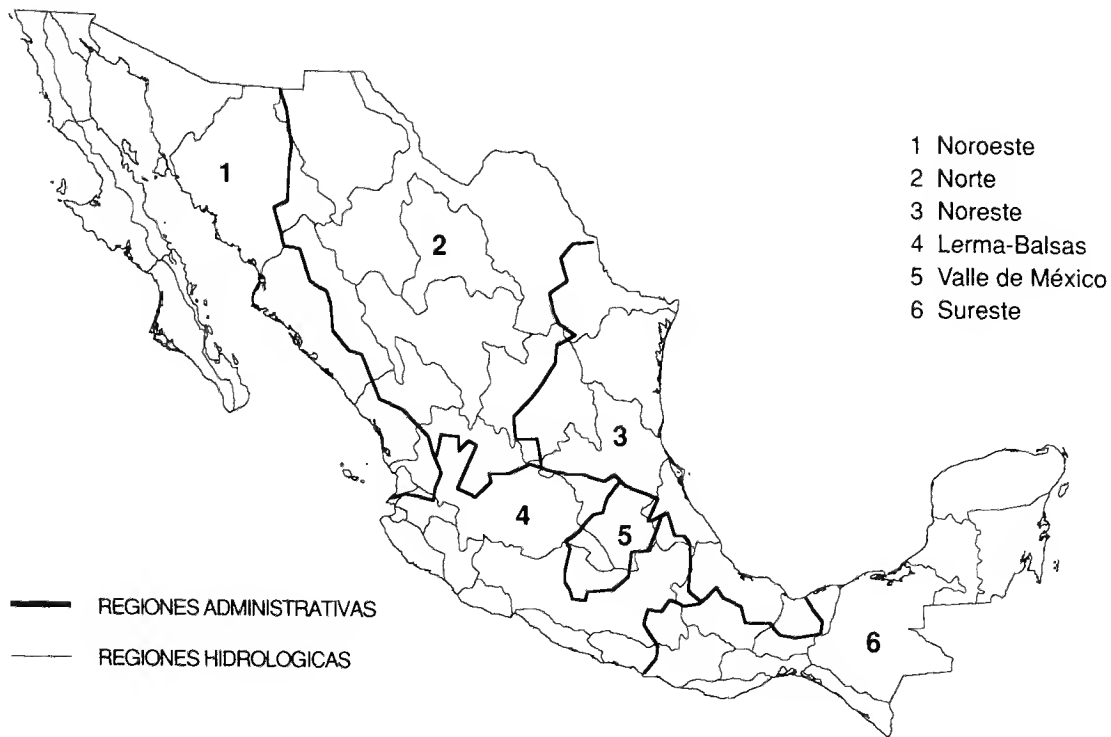 1 Noroeste
2 Norte
3 Noreste
4 Lerma-Balsas
5 Valle de México
6 Sureste
1
2
3
4
5
6
REGIONES ADMINISTRATIVAS
REGIONES HIDROLOGICAS